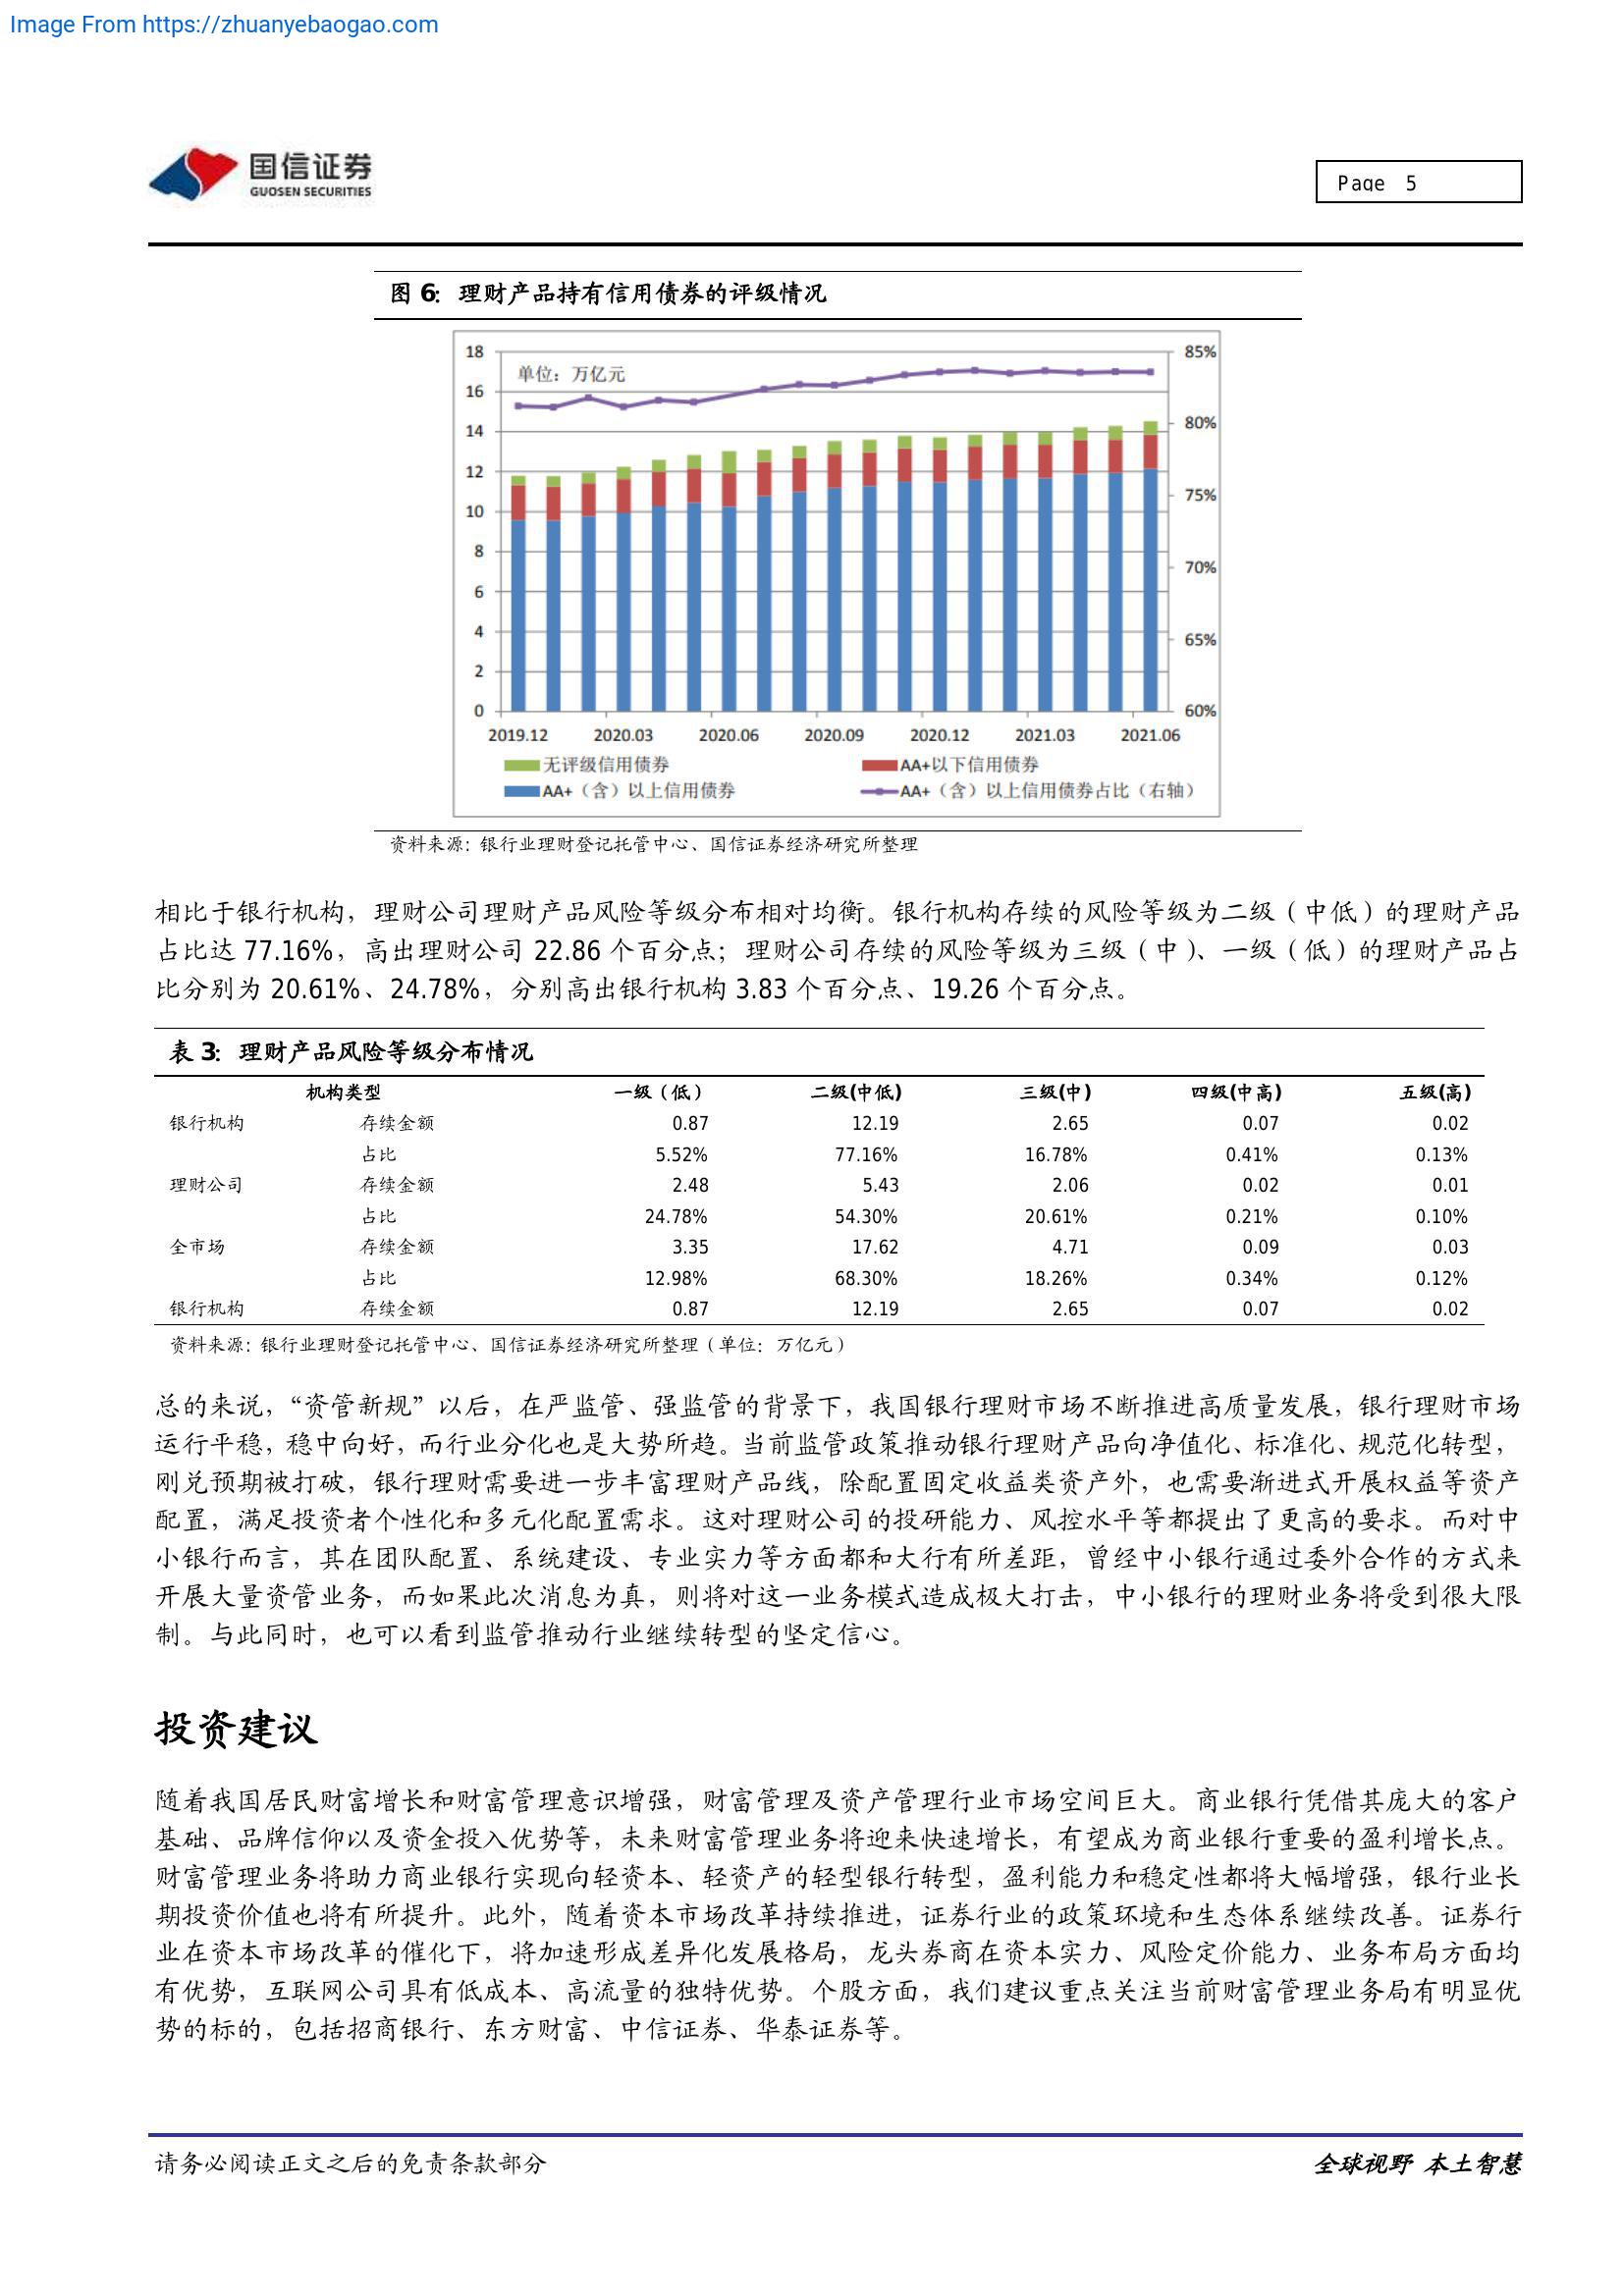 Image From https://zhuanyebaogao.com
国信证券
GUOSEN SECURITIES
Page 5
图 6：理财产品持有信用债券的评级情况
单位：万亿元
18
16
14
12
10
8
6
4
2
0
85%
80%
75%
70%
65%
60%
2019.12 2020.03 2020.06 2020.09 2020.12 2021.03 2021.06
无评级信用债券 AA+以下信用债券
AA+（含）以上信用债券 AA+（含）以上信用债券占比（右轴）
资料来源：银行业理财登记托管中心、国信证券经济研究所整理
相比于银行机构，理财公司理财产品风险等级分布相对均衡。银行机构存续的风险等级为二级（中低）的理财产品
占比达 77.16%，高出理财公司 22.86 个百分点；理财公司存续的风险等级为三级（中）、一级（低）的理财产品占
比分别为 20.61%、24.78%，分别高出银行机构 3.83 个百分点、19.26 个百分点。
表 3：理财产品风险等级分布情况
机构类型 一级（低） 二级(中低) 三级(中) 四级(中高) 五级(高)
银行机构 存续金额 0.87 12.19 2.65 0.07 0.02
占比 5.52% 77.16% 16.78% 0.41% 0.13%
理财公司 存续金额 2.48 5.43 2.06 0.02 0.01
占比 24.78% 54.30% 20.61% 0.21% 0.10%
全市场 存续金额 3.35 17.62 4.71 0.09 0.03
占比 12.98% 68.30% 18.26% 0.34% 0.12%
银行机构 存续金额 0.87 12.19 2.65 0.07 0.02
资料来源：银行业理财登记托管中心、国信证券经济研究所整理（单位：万亿元）
总的来说，“资管新规”以后，在严监管、强监管的背景下，我国银行理财市场不断推进高质量发展，银行理财市场
运行平稳，稳中向好，而行业分化也是大势所趋。当前监管政策推动银行理财产品向净值化、标准化、规范化转型，
刚兑预期被打破，银行理财需要进一步丰富理财产品线，除配置固定收益类资产外，也需要渐进式开展权益等资产
配置，满足投资者个性化和多元化配置需求。这对理财公司的投研能力、风控水平等都提出了更高的要求。而对中
小银行而言，其在团队配置、系统建设、专业实力等方面都和大行有所差距，曾经中小银行通过委外合作的方式来
开展大量资管业务，而如果此次消息为真，则将对这一业务模式造成极大打击，中小银行的理财业务将受到很大限
制。与此同时，也可以看到监管推动行业继续转型的坚定信心。
投资建议
随着我国居民财富增长和财富管理意识增强，财富管理及资产管理行业市场空间巨大。商业银行凭借其庞大的客户
基础、品牌信仰以及资金投入优势等，未来财富管理业务将迎来快速增长，有望成为商业银行重要的盈利增长点。
财富管理业务将助力商业银行实现向轻资本、轻资产的轻型银行转型，盈利能力和稳定性都将大幅增强，银行业长
期投资价值也将有所提升。此外，随着资本市场改革持续推进，证券行业的政策环境和生态体系继续改善。证券行
业在资本市场改革的催化下，将加速形成差异化发展格局，龙头券商在资本实力、风险定价能力、业务布局方面均
有优势，互联网公司具有低成本、高流量的独特优势。个股方面，我们建议重点关注当前财富管理业务局有明显优
势的标的，包括招商银行、东方财富、中信证券、华泰证券等。
请务必阅读正文之后的免责条款部分
全球视野 本土智慧